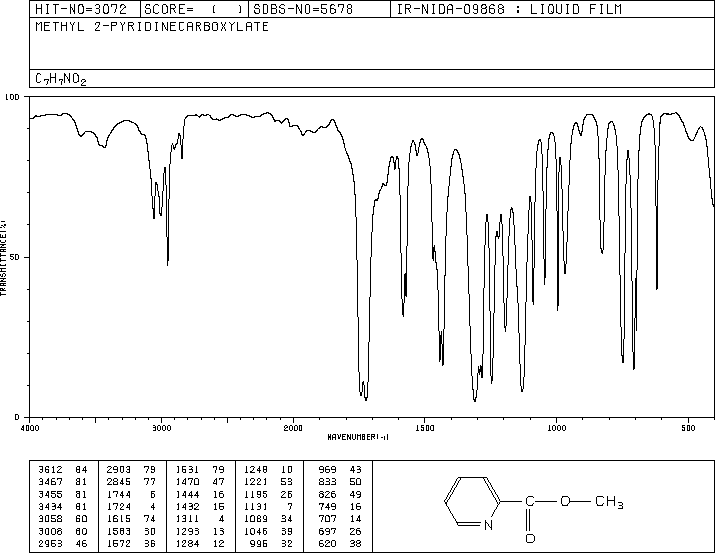 HIT-NO=3072 SCORE= ( ) SDBS-NO=5678 IR-NIDA-09868 : LIQUID FILM
METHYL 2-PYRIDINECARBOXYLATE
C7H7NO2
100
50
0
TRANSMITTANCE(%)
4000 3000 2000 1500 1000 500
WAVENUMBER(-1)
3612 84 2903 79 1631 79 1248 10 969 43
3467 81 2845 77 1470 47 1221 53 833 50
3455 81 1744 6 1444 16 1195 26 826 49
3434 81 1724 4 1432 16 1131 7 749 16
3058 60 1615 74 1311 4 1089 34 707 14
3006 60 1583 30 1293 13 1046 39 697 26
2953 46 1572 36 1284 12 996 32 620 38
N C O CH3
O